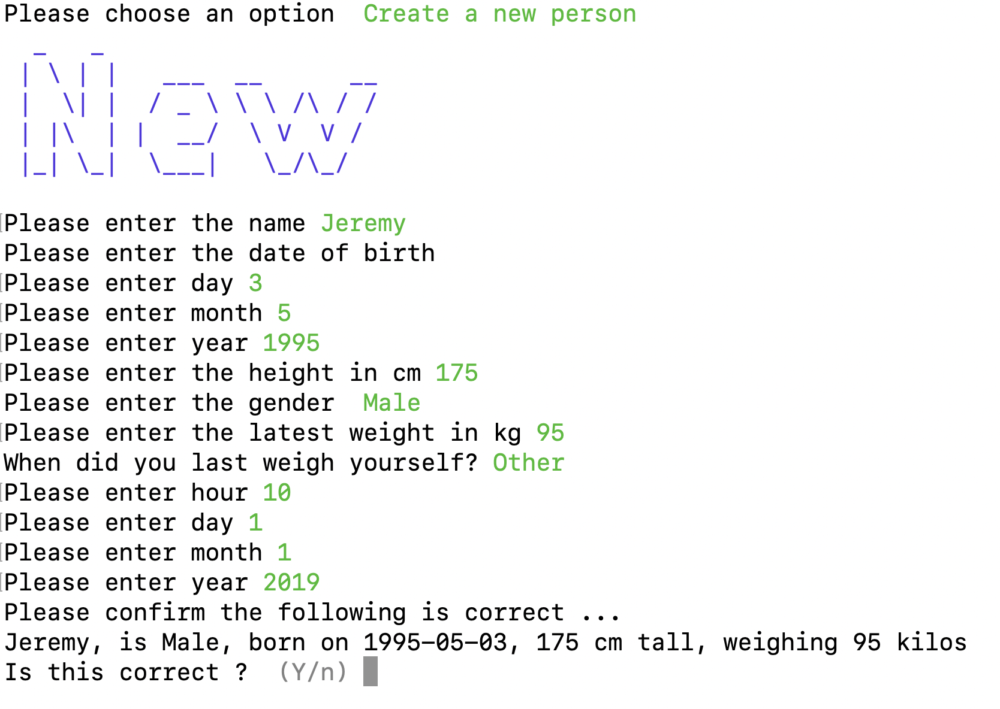 Please choose an option  Create a new person
New
Please enter the name Jeremy
Please enter the date of birth
Please enter day 3
Please enter month 5
Please enter year 1995
Please enter the height in cm 175
Please enter the gender  Male
Please enter the latest weight in kg 95
When did you last weigh yourself? Other
Please enter hour 10
Please enter day 1
Please enter month 1
Please enter year 2019
Please confirm the following is correct ...
Jeremy, is Male, born on 1995-05-03, 175 cm tall, weighing 95 kilos
Is this correct ?  (Y/n)